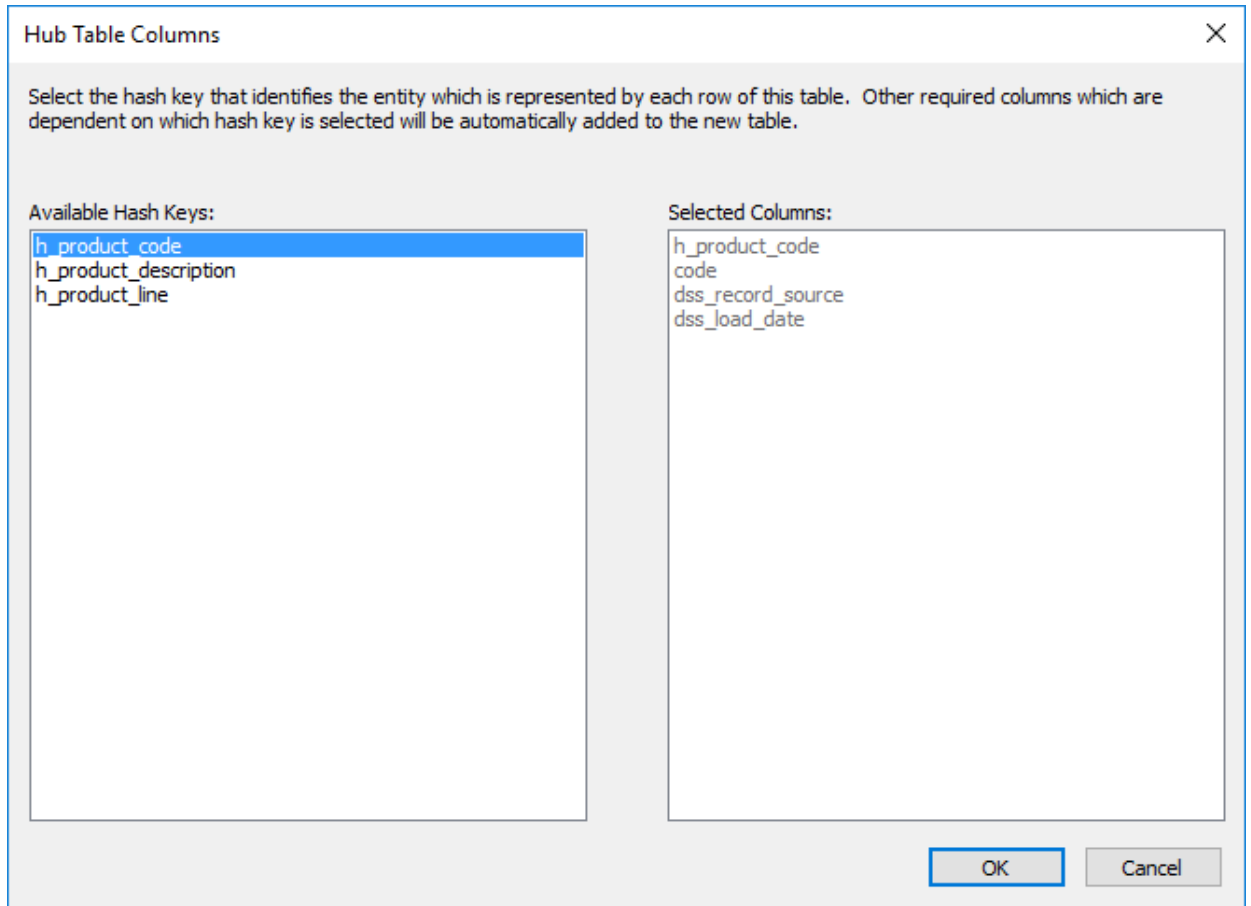 Hub Table Columns
Select the hash key that identifies the entity which is represented by each row of this table.  Other required columns which are
dependent on which hash key is selected will be automatically added to the new table.
Available Hash Keys:
h_product_code
h_product_description
h_product_line
Selected Columns:
h_product_code
code
dss_record_source
dss_load_date
OK
Cancel